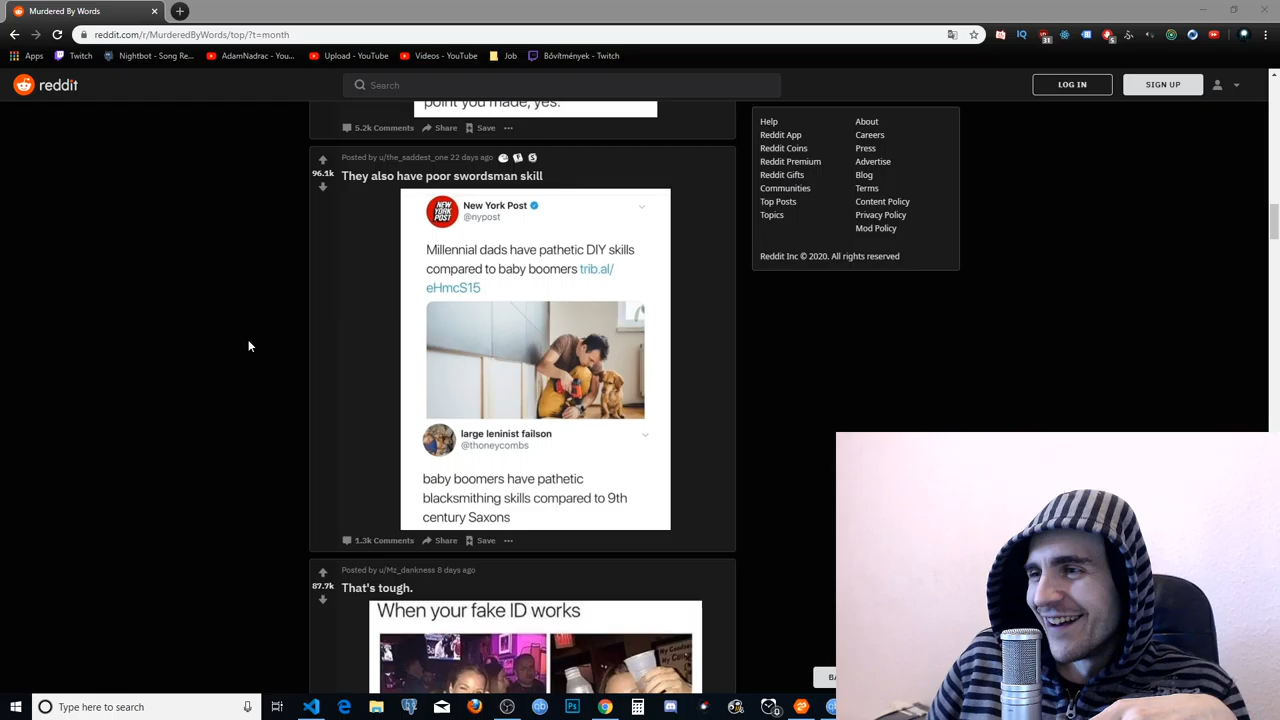 Murdered By Words
reddit.com/r/MurderedByWords/top/?t=month
Apps
Twitch
Nightbot - Song Re...
AdamNadrac - You...
Upload - YouTube
Videos - YouTube
Job
Bővítmények - Twitch
reddit
Search
LOG IN
SIGN UP
point you made, yes.
5.2k Comments Share Save
Posted by u/the_saddest_one 22 days ago
96.1k
They also have poor swordsman skill
NEW YORK POST
New York Post
@nypost
Millennial dads have pathetic DIY skills
compared to baby boomers trib.al/
eHmcS15
large leninist failson
@thoneycombs
baby boomers have pathetic
blacksmithing skills compared to 9th
century Saxons
1.3k Comments Share Save
Posted by u/Mz_dankness 8 days ago
87.7k
That's tough.
When your fake ID works
Help
About
Reddit App
Careers
Reddit Coins
Press
Reddit Premium
Advertise
Reddit Gifts
Blog
Communities
Terms
Top Posts
Content Policy
Topics
Privacy Policy
Mod Policy
Reddit Inc © 2020. All rights reserved
Type here to search